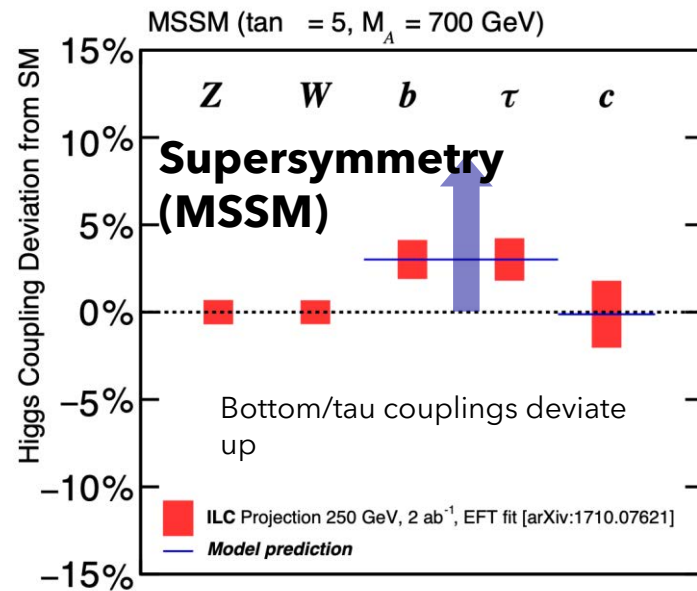 MSSM (tan = 5, M_A = 700 GeV)
Higgs Coupling Deviation from SM
15%
10%
5%
0%
−5%
−10%
−15%
Z W b τ c
Supersymmetry
(MSSM)
Bottom/tau couplings deviate
up
ILC Projection 250 GeV, 2 ab⁻¹, EFT fit [arXiv:1710.07621]
Model prediction